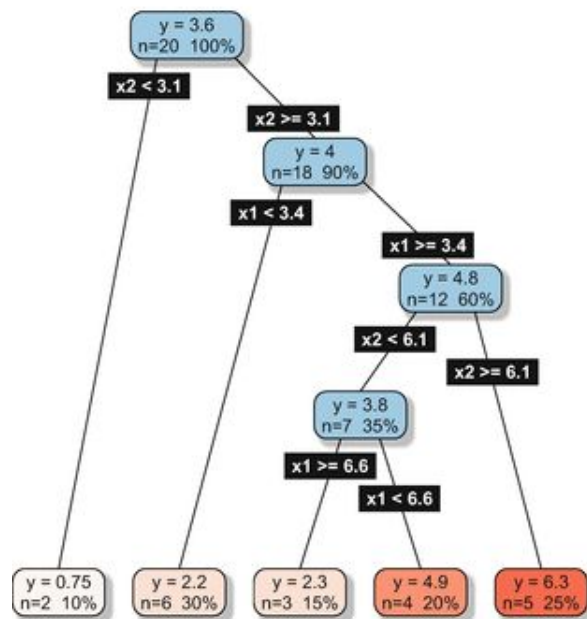 y = 3.6
n=20 100%
x2 < 3.1
x2 >= 3.1
y = 4
n=18 90%
x1 < 3.4
x1 >= 3.4
y = 4.8
n=12 60%
x2 < 6.1
x2 >= 6.1
y = 3.8
n=7 35%
x1 >= 6.6
x1 < 6.6
y = 0.75
n=2 10%
y = 2.2
n=6 30%
y = 2.3
n=3 15%
y = 4.9
n=4 20%
y = 6.3
n=5 25%